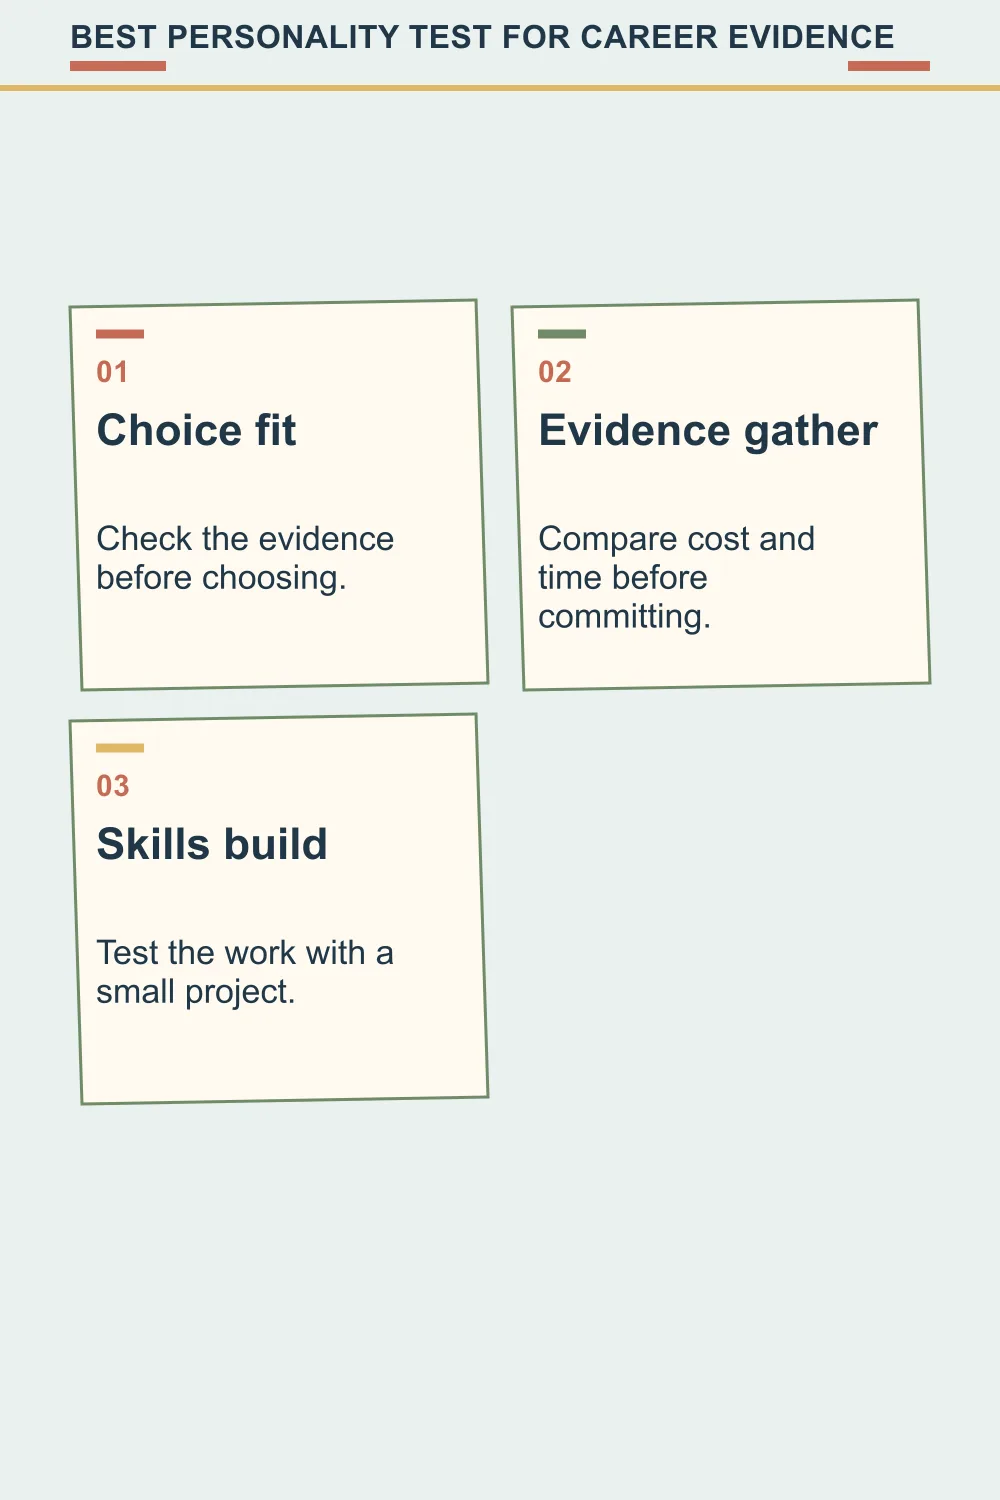 BEST PERSONALITY TEST FOR CAREER EVIDENCE
01
Choice fit
Check the evidence
before choosing.
02
Evidence gather
Compare cost and
time before
committing.
03
Skills build
Test the work with a
small project.